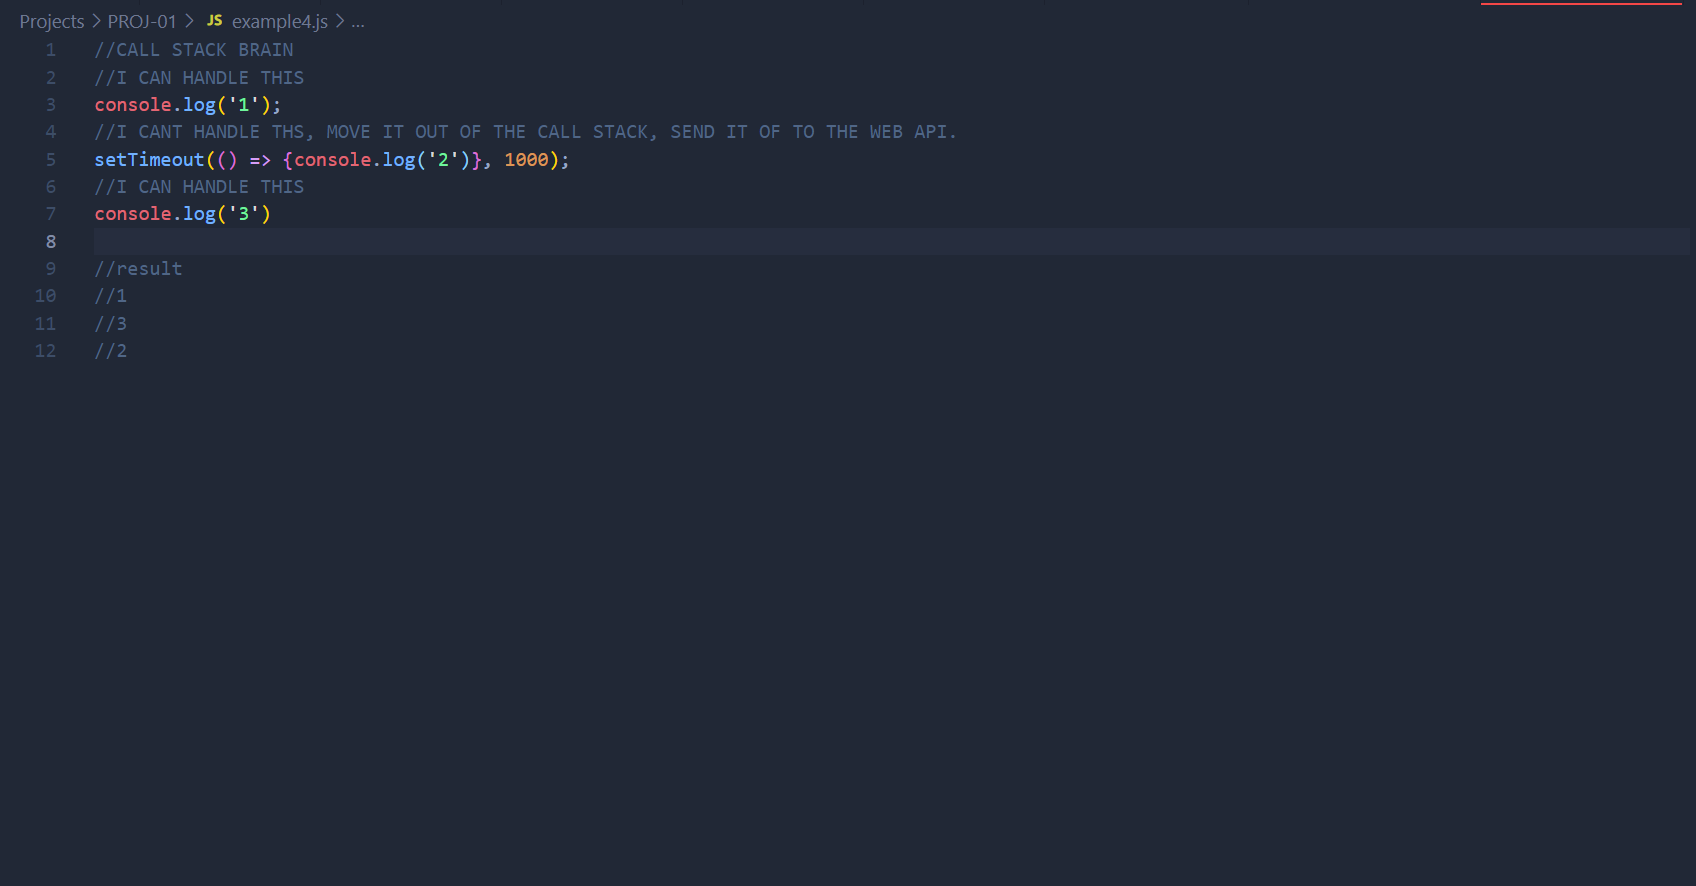 Projects > PROJ-01 > JS example4.js > ...
1 //CALL STACK BRAIN
2 //I CAN HANDLE THIS
3 console.log('1');
4 //I CANT HANDLE THS, MOVE IT OUT OF THE CALL STACK, SEND IT OF TO THE WEB API.
5 setTimeout(() => {console.log('2')}, 1000);
6 //I CAN HANDLE THIS
7 console.log('3')
8
9 //result
10 //1
11 //3
12 //2